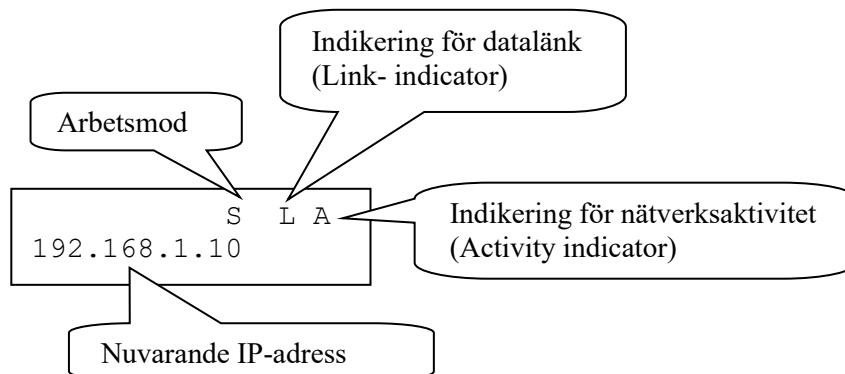 Indikering för datalänk
(Link- indicator)
Arbetsmod
S L A
192.168.1.10
Indikering för nätverksaktivitet
(Activity indicator)
Nuvarande IP-adress